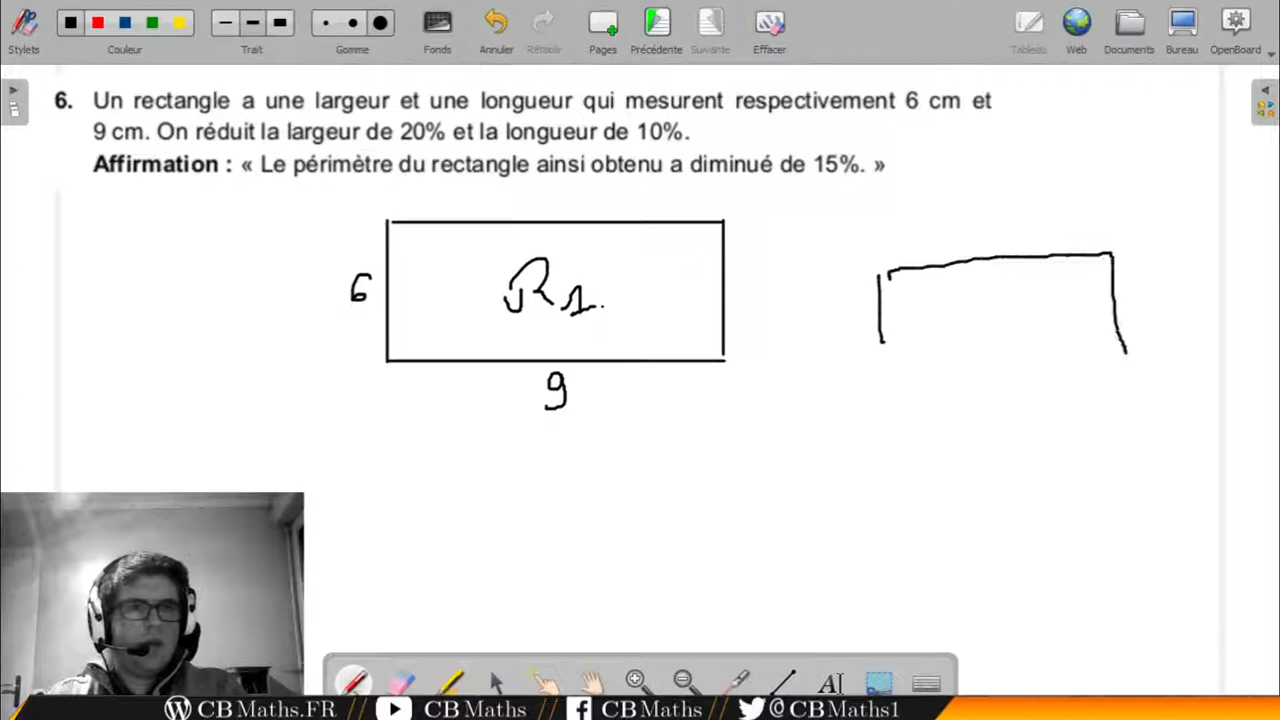 Stylets
Couleur
Trait
Gomme
Fonds
Annuler
Rétablir
Pages
Précédente
Suivante
Effacer
Tableau
Web
Documents
Bureau
OpenBoard
6. Un rectangle a une largeur et une longueur qui mesurent respectivement 6 cm et
9 cm. On réduit la largeur de 20% et la longueur de 10%.
Affirmation : « Le périmètre du rectangle ainsi obtenu a diminué de 15%. »
6
R1
9
AI
CBMaths.FR // CBMaths // CBMaths // @CBMaths1